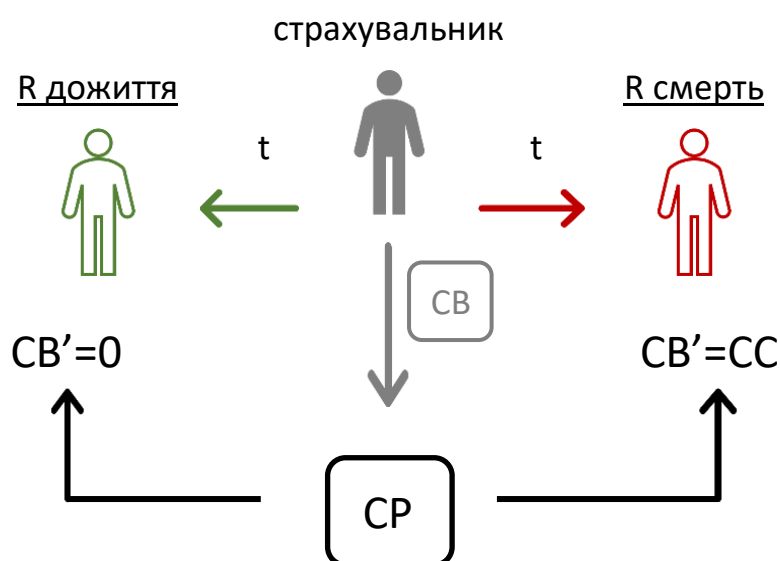 страхувальник
R дожиття
R смерть
t
t
СВ
СВ′=0
СВ′=СС
СР